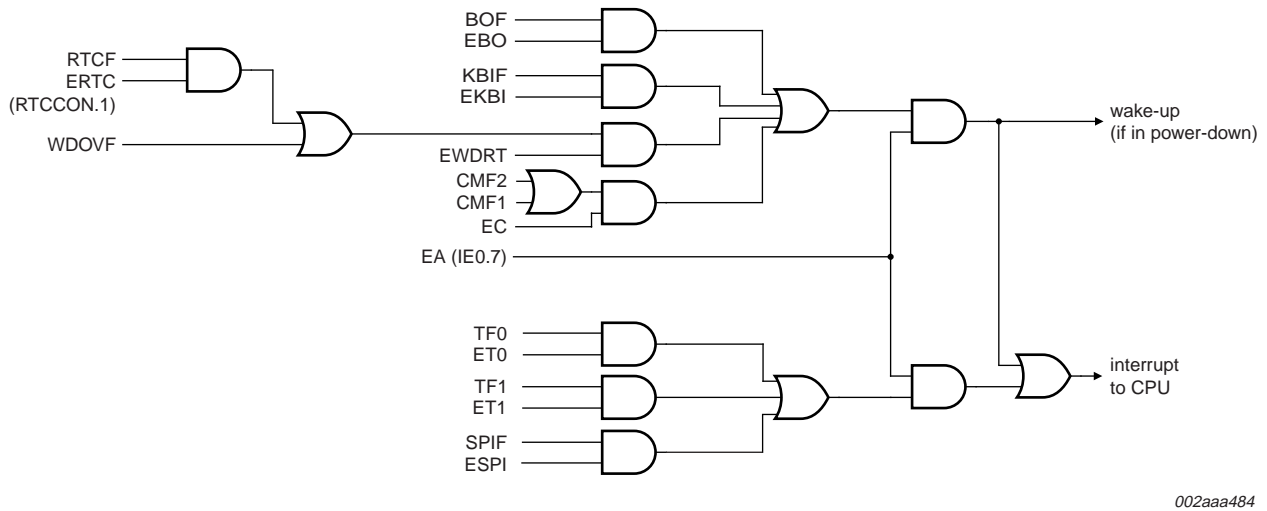 BOF
EBO
RTCF
ERTC
(RTCCON.1)
WDOVF
KBIF
EKBI
EWDRT
CMF2
CMF1
EC
EA (IE0.7)
wake-up
(if in power-down)
TF0
ET0
TF1
ET1
SPIF
ESPI
interrupt
to CPU
002aaa484